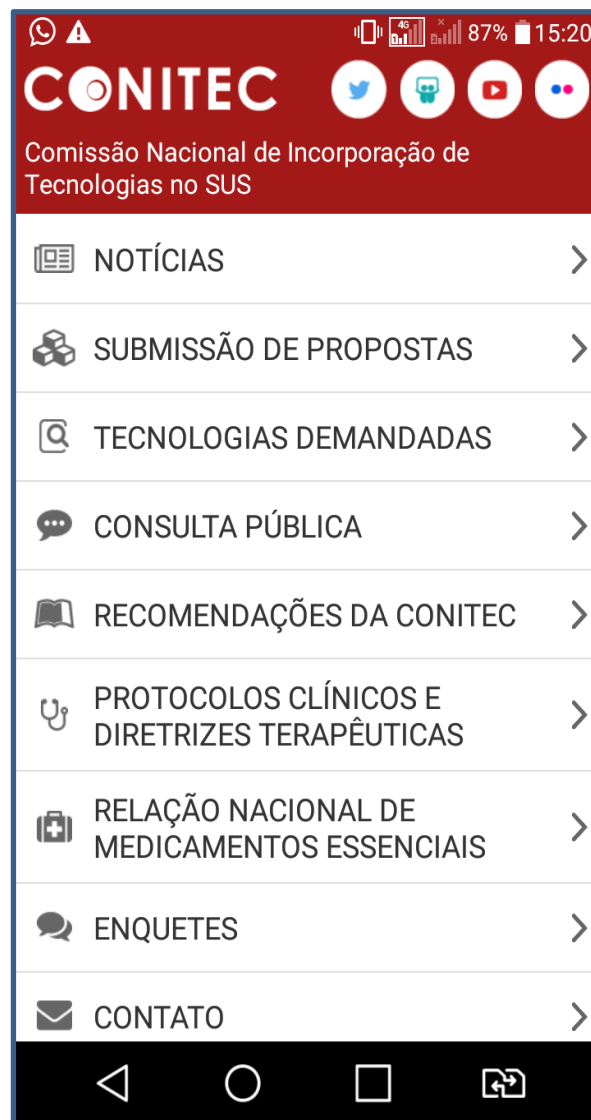 4G 87% 15:20
CONITEC
Comissão Nacional de Incorporação de
Tecnologias no SUS
NOTÍCIAS
SUBMISSÃO DE PROPOSTAS
TECNOLOGIAS DEMANDADAS
CONSULTA PÚBLICA
RECOMENDAÇÕES DA CONITEC
PROTOCOLOS CLÍNICOS E
DIRETRIZES TERAPÊUTICAS
RELAÇÃO NACIONAL DE
MEDICAMENTOS ESSENCIAIS
ENQUETES
CONTATO